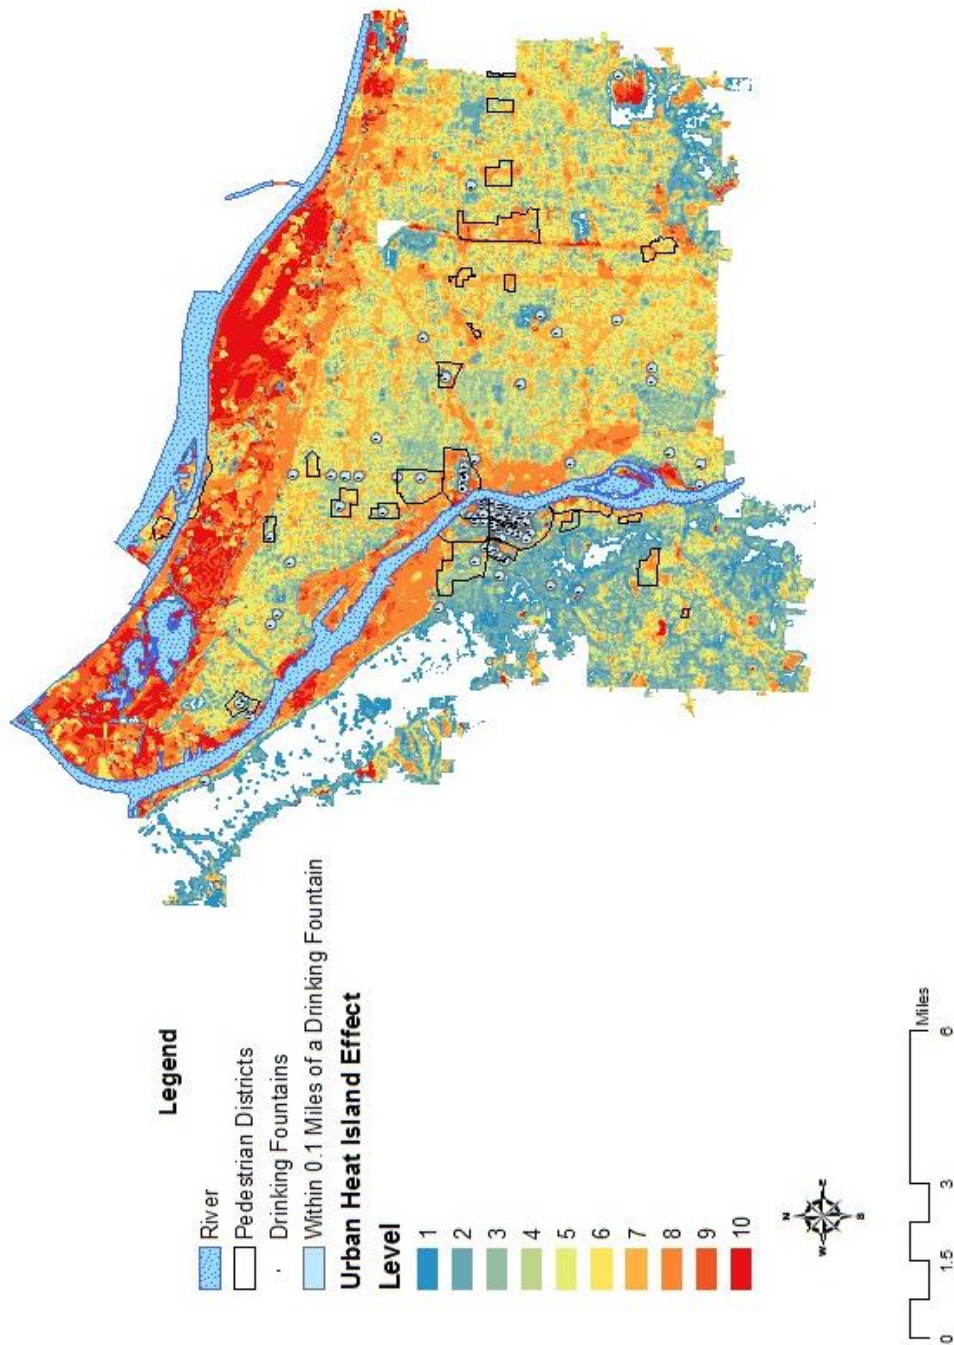 Legend
River
Pedestrian Districts
Drinking Fountains
Within 0.1 Miles of a Drinking Fountain
Urban Heat Island Effect
Level
1
2
3
4
5
6
7
8
9
10
N
W
E
S
0 1.5 3 6
Miles